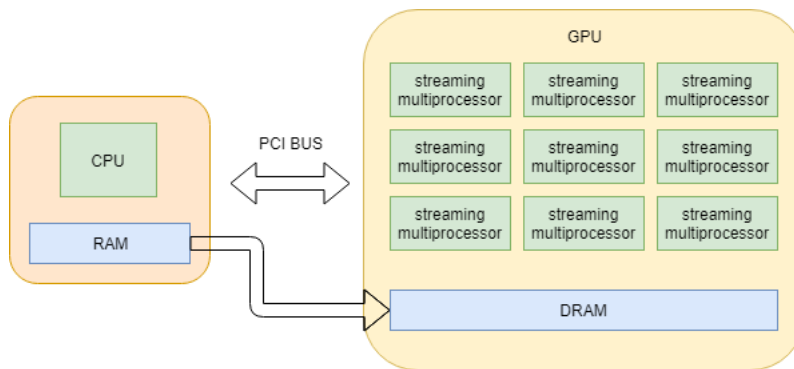 GPU
streaming
multiprocessor
streaming
multiprocessor
streaming
multiprocessor
CPU
PCI BUS
streaming
multiprocessor
streaming
multiprocessor
streaming
multiprocessor
RAM
streaming
multiprocessor
streaming
multiprocessor
streaming
multiprocessor
DRAM